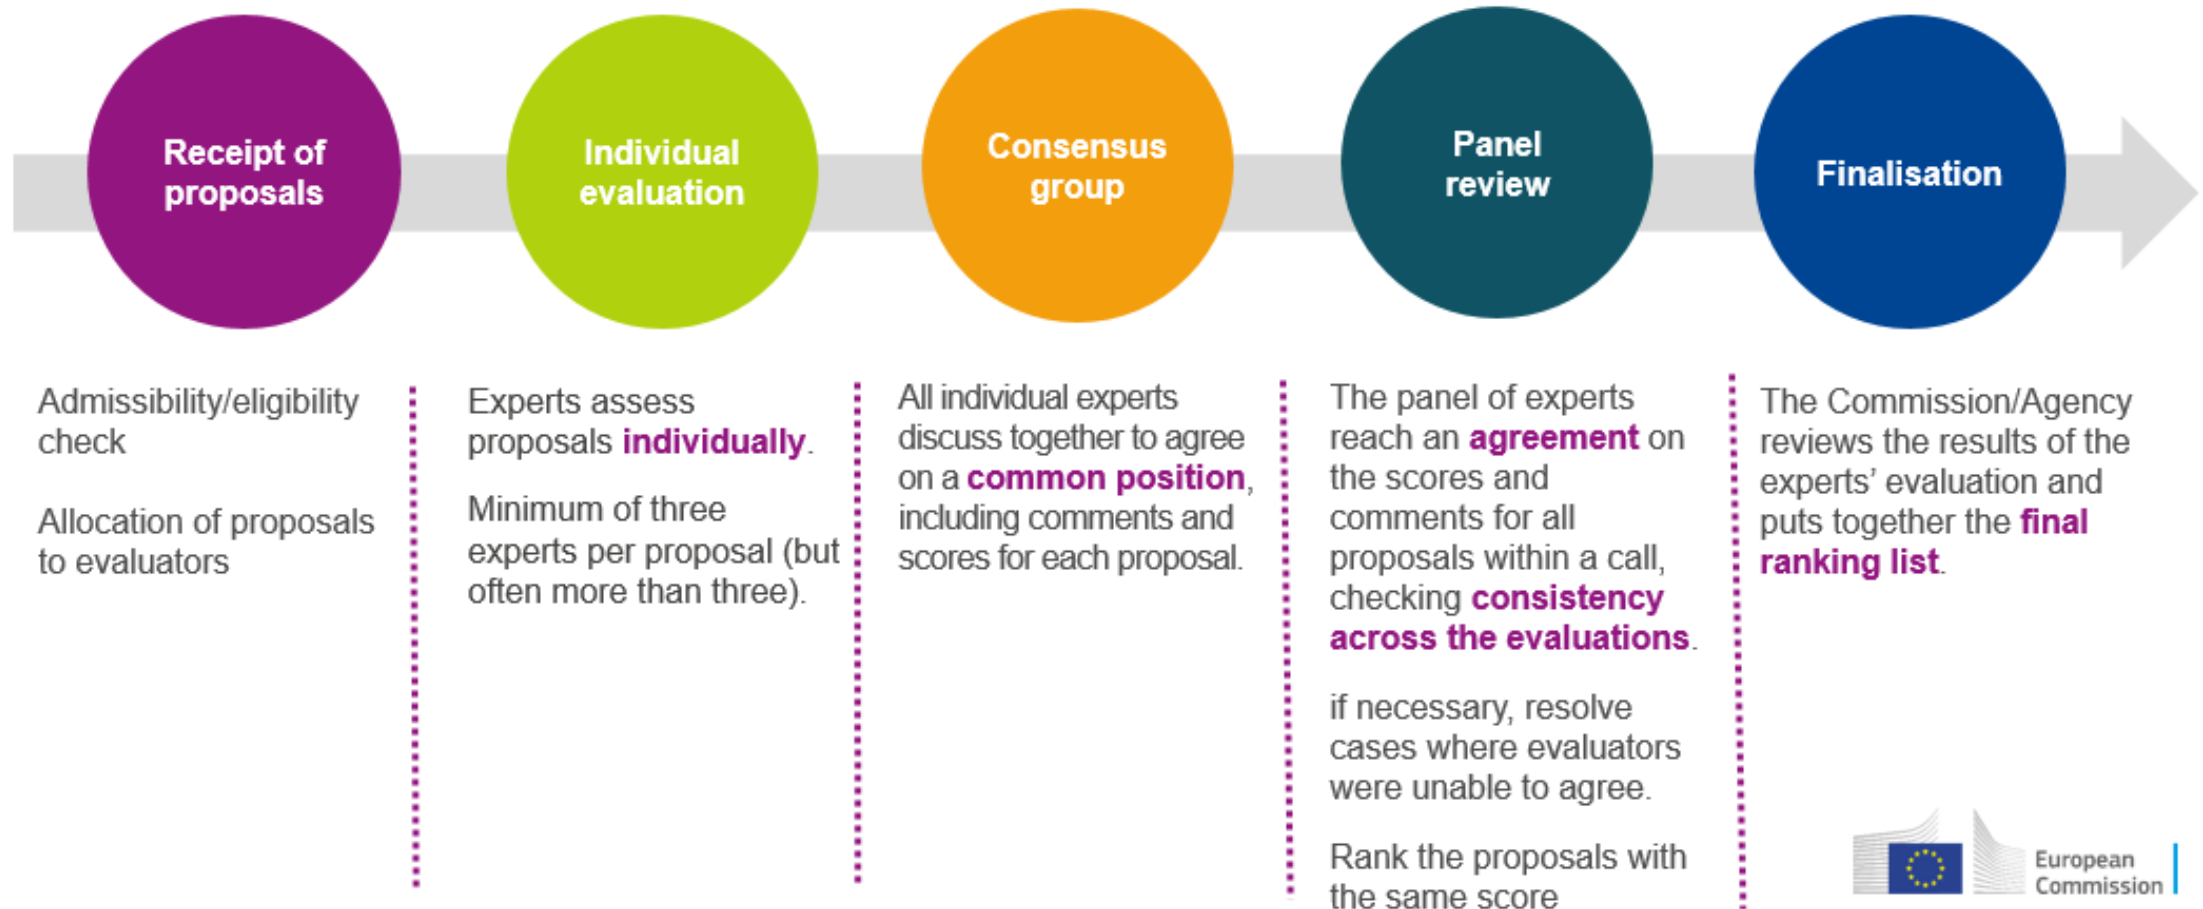 Receipt of
proposals
Individual
evaluation
Consensus
group
Panel
review
Finalisation
Admissibility/eligibility
check
Allocation of proposals
to evaluators
Experts assess
proposals individually.
Minimum of three
experts per proposal (but
often more than three).
All individual experts
discuss together to agree
on a common position,
including comments and
scores for each proposal.
The panel of experts
reach an agreement on
the scores and
comments for all
proposals within a call,
checking consistency
across the evaluations.
if necessary, resolve
cases where evaluators
were unable to agree.
Rank the proposals with
the same score
The Commission/Agency
reviews the results of the
experts’ evaluation and
puts together the final
ranking list.
European
Commission